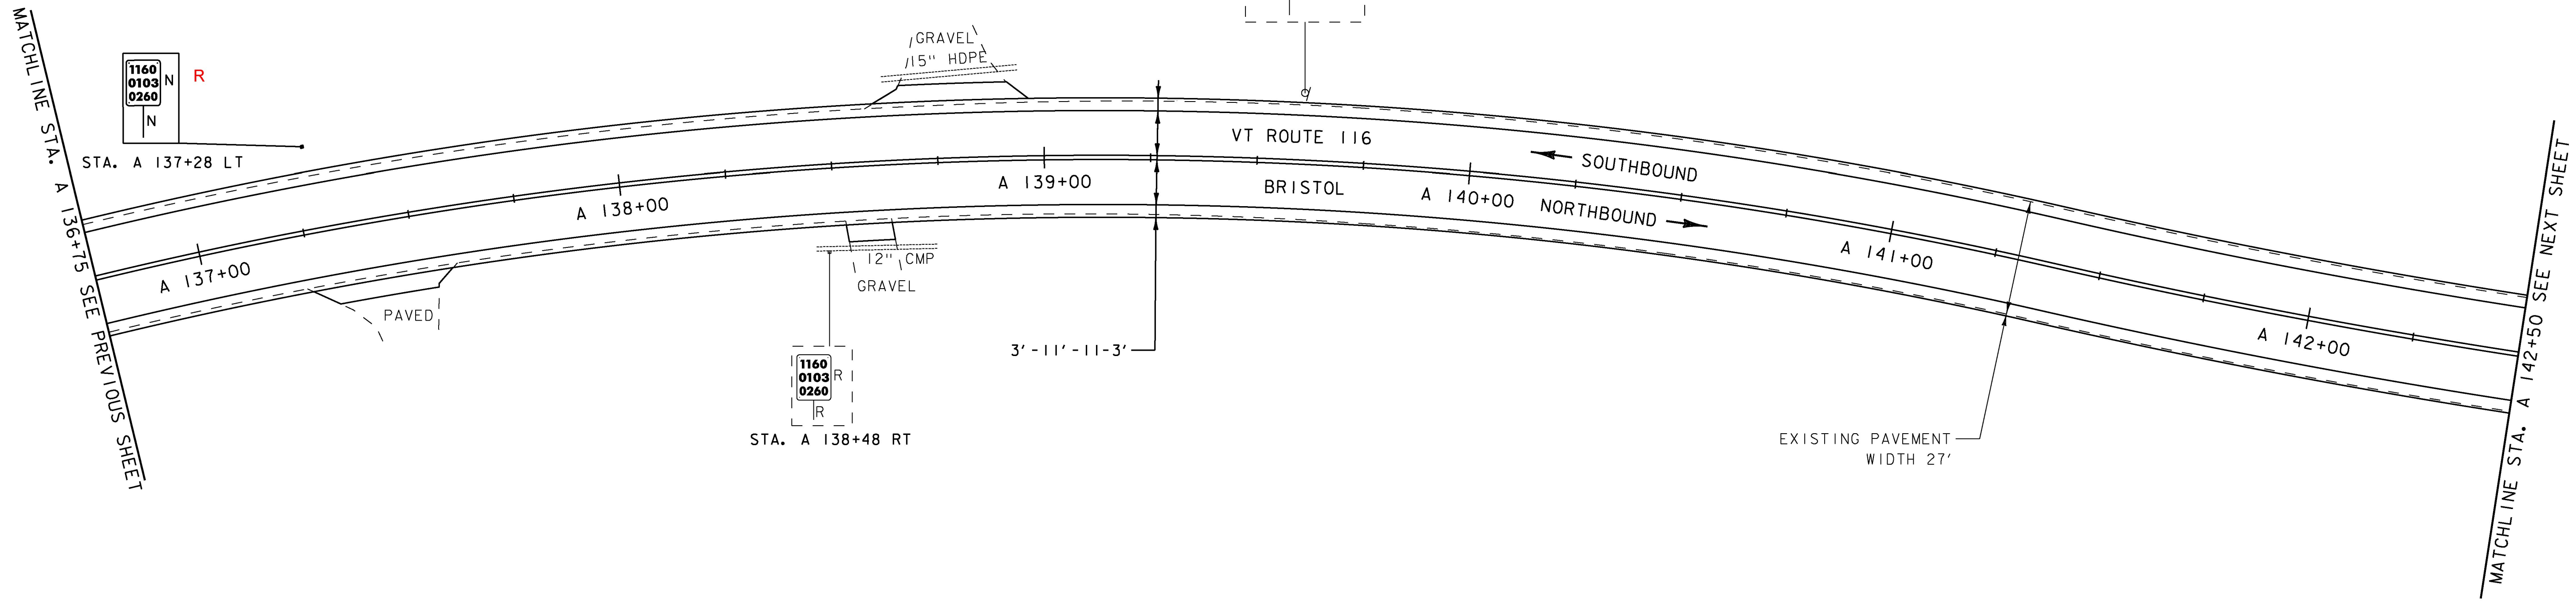 MATCHLINE STA. A 136+75 SEE PREVIOUS SHEET
1160
0103
0260
N
N
R
STA. A 137+28 LT
GRAVEL
15" HDPE
VT ROUTE 116
SOUTHBOUND
BRISTOL
NORTHBOUND
A 137+00
A 138+00
A 139+00
A 140+00
A 141+00
A 142+00
PAVED
12" CMP
GRAVEL
1160
0103
0260
R
R
STA. A 138+48 RT
3'-11'-11-3'
EXISTING PAVEMENT
WIDTH 27'
MATCHLINE STA. A 142+50 SEE NEXT SHEET